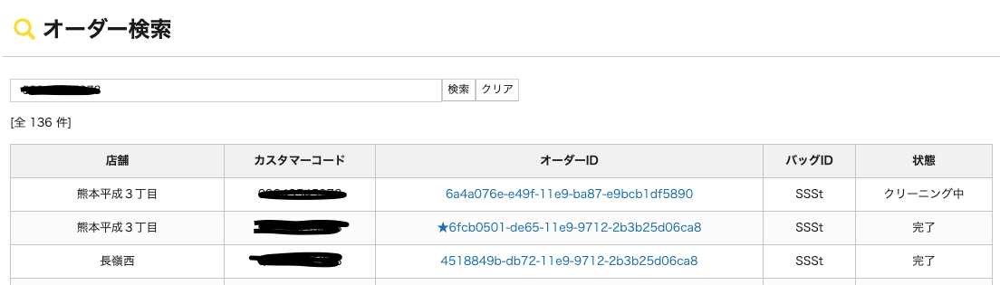 オーダー検索
検索 クリア
[全 136 件]
店舗 カスタマーコード オーダーID バッグID 状態
熊本平成３丁目 6a4a076e-e49f-11e9-ba87-e9bcb1df5890 SSSt クリーニング中
熊本平成３丁目 ★6fcb0501-de65-11e9-9712-2b3b25d06ca8 SSSt 完了
長嶺西 4518849b-db72-11e9-9712-2b3b25d06ca8 SSSt 完了